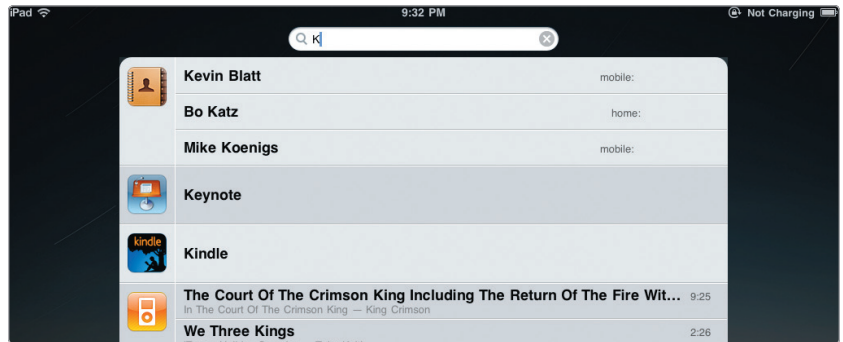 iPad 9:32 PM Not Charging
K
Kevin Blatt mobile:
Bo Katz home:
Mike Koenigs mobile:
Keynote
kindle
Kindle
The Court Of The Crimson King Including The Return Of The Fire Wit... 9:25
In The Court Of The Crimson King — King Crimson
We Three Kings 2:26